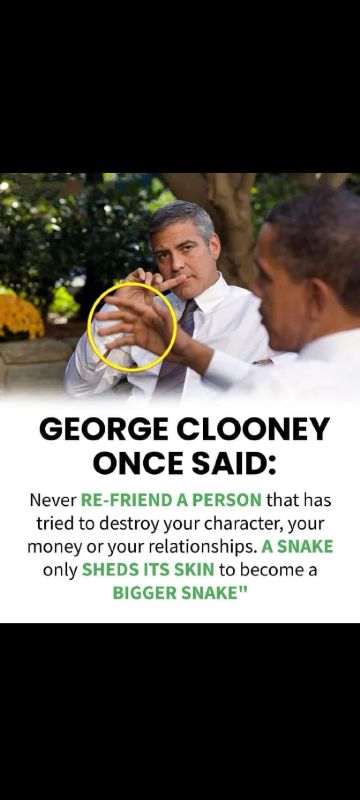 GEORGE CLOONEY
ONCE SAID:
Never RE-FRIEND A PERSON that has
tried to destroy your character, your
money or your relationships. A SNAKE
only SHEDS ITS SKIN to become a
BIGGER SNAKE"